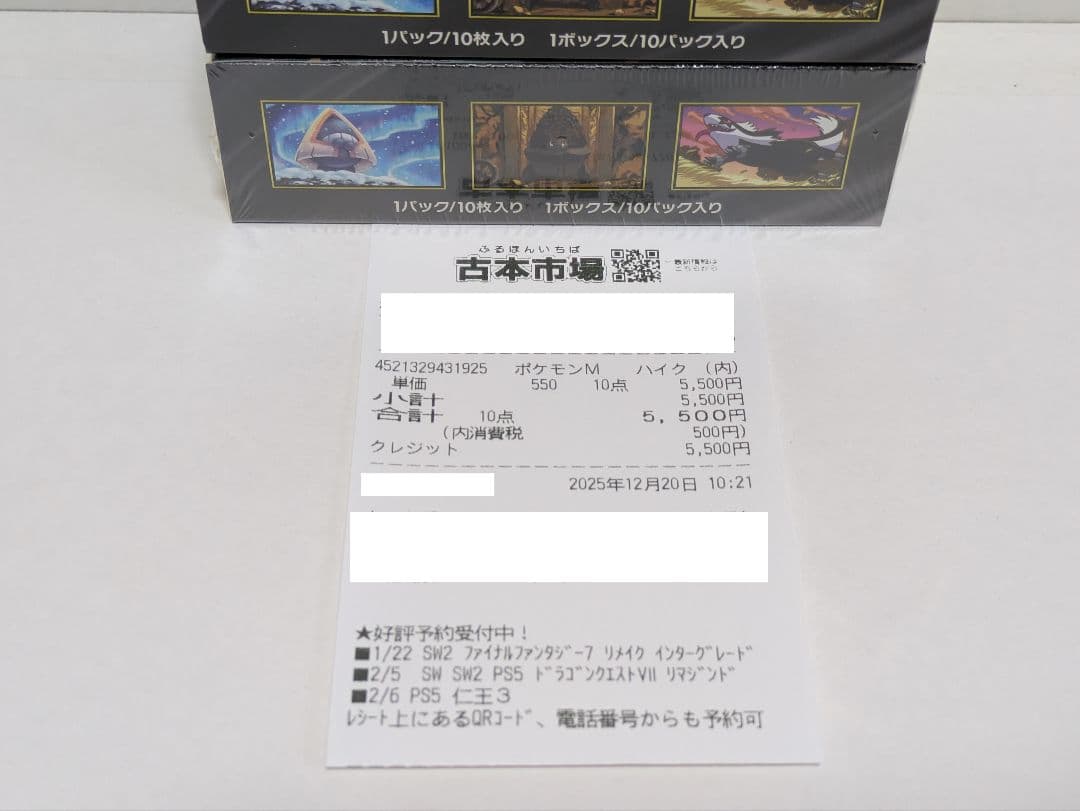 1パック/10枚入り 1ボックス/10パック入り
1パック/10枚入り 1ボックス/10パック入り
ふるほんいちば
古本市場
最新情報は
こちらから
4521329431925 ポケモンM ハイク (内)
単価 550 10点 5,500円
小計 5,500円
合計 10点 5,500円
(内消費税 500円)
クレジット 5,500円
2025年12月20日 10:21
★好評予約受付中!
■1/22 SW2 ファイナルファンタジー7 リメイク インターグレード
■2/5 SW SW2 PS5 ドラゴンクエストVII リマジンド
■2/6 PS5 仁王3
レシート上にあるQRコード、電話番号からも予約可